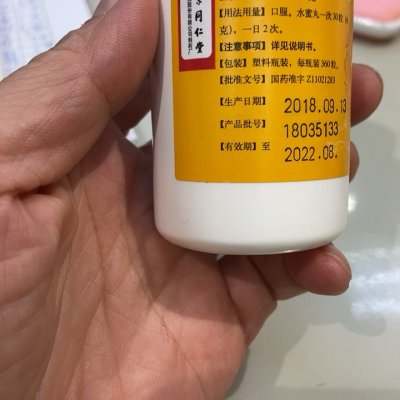 同仁堂
【用法用量】 口服。水蜜丸一次30粒
克),一日2次。
【注意事项】 详见说明书。
【包装】 塑料瓶装,每瓶装360粒。
【批准文号】 国药准字Z11021283
【生产日期】 2018.09.13
【产品批号】 18035133
【有效期】 至 2022.08.